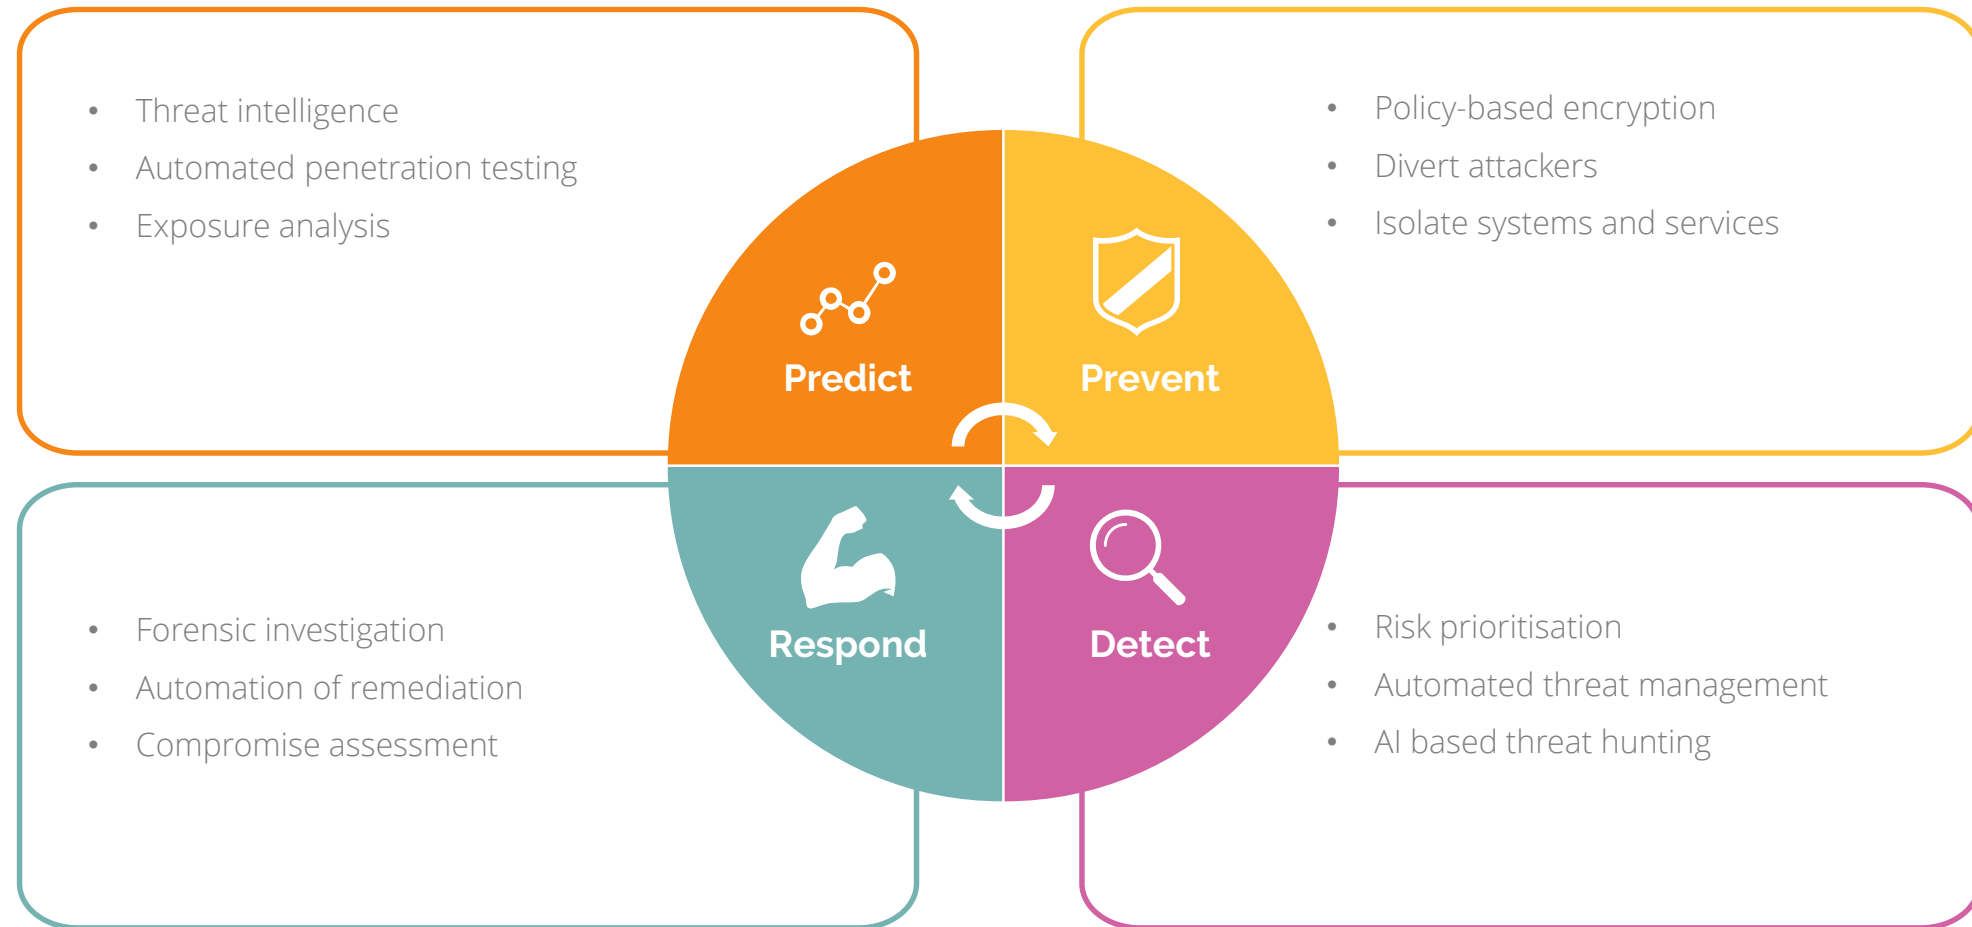 • Threat intelligence
• Automated penetration testing
• Exposure analysis
• Policy-based encryption
• Divert attackers
• Isolate systems and services
Predict
Prevent
Respond
Detect
• Forensic investigation
• Automation of remediation
• Compromise assessment
• Risk prioritisation
• Automated threat management
• AI based threat hunting